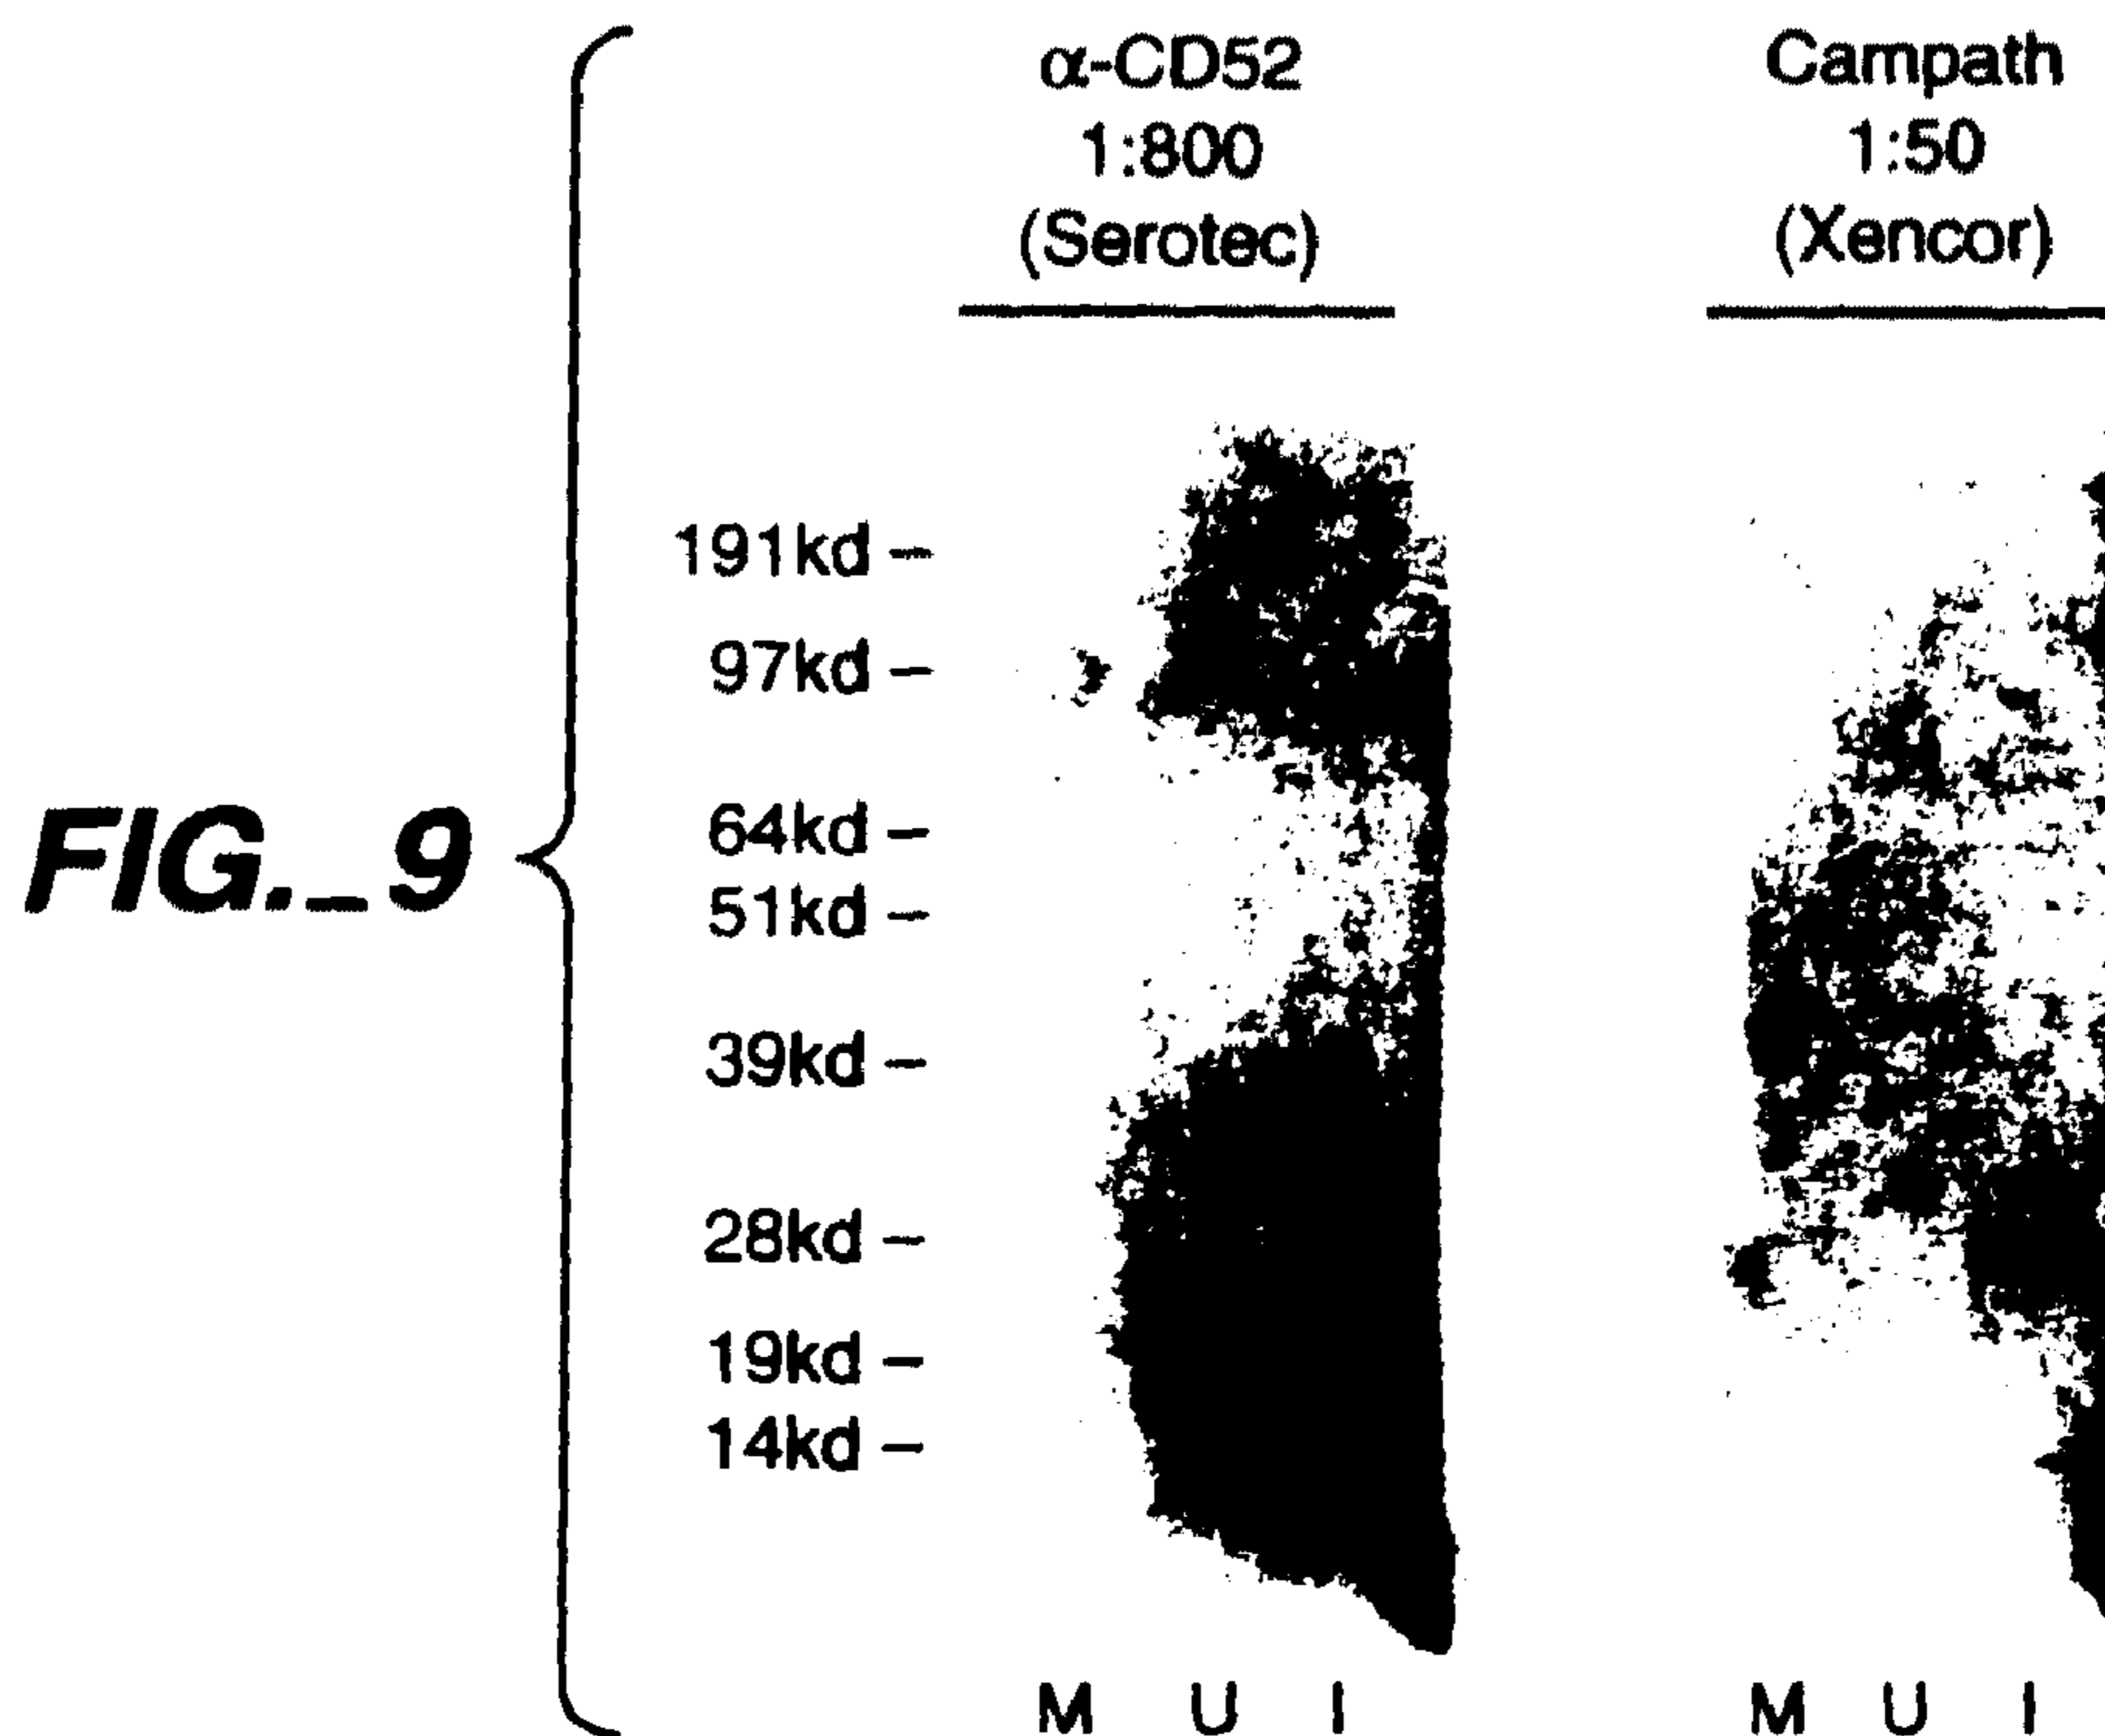 FIG._9
α-CD52
1:800
(Serotec)
Campath
1:50
(Xencor)
191kd –
97kd –
64kd –
51kd –
39kd –
28kd –
19kd –
14kd –
M U I
M U I